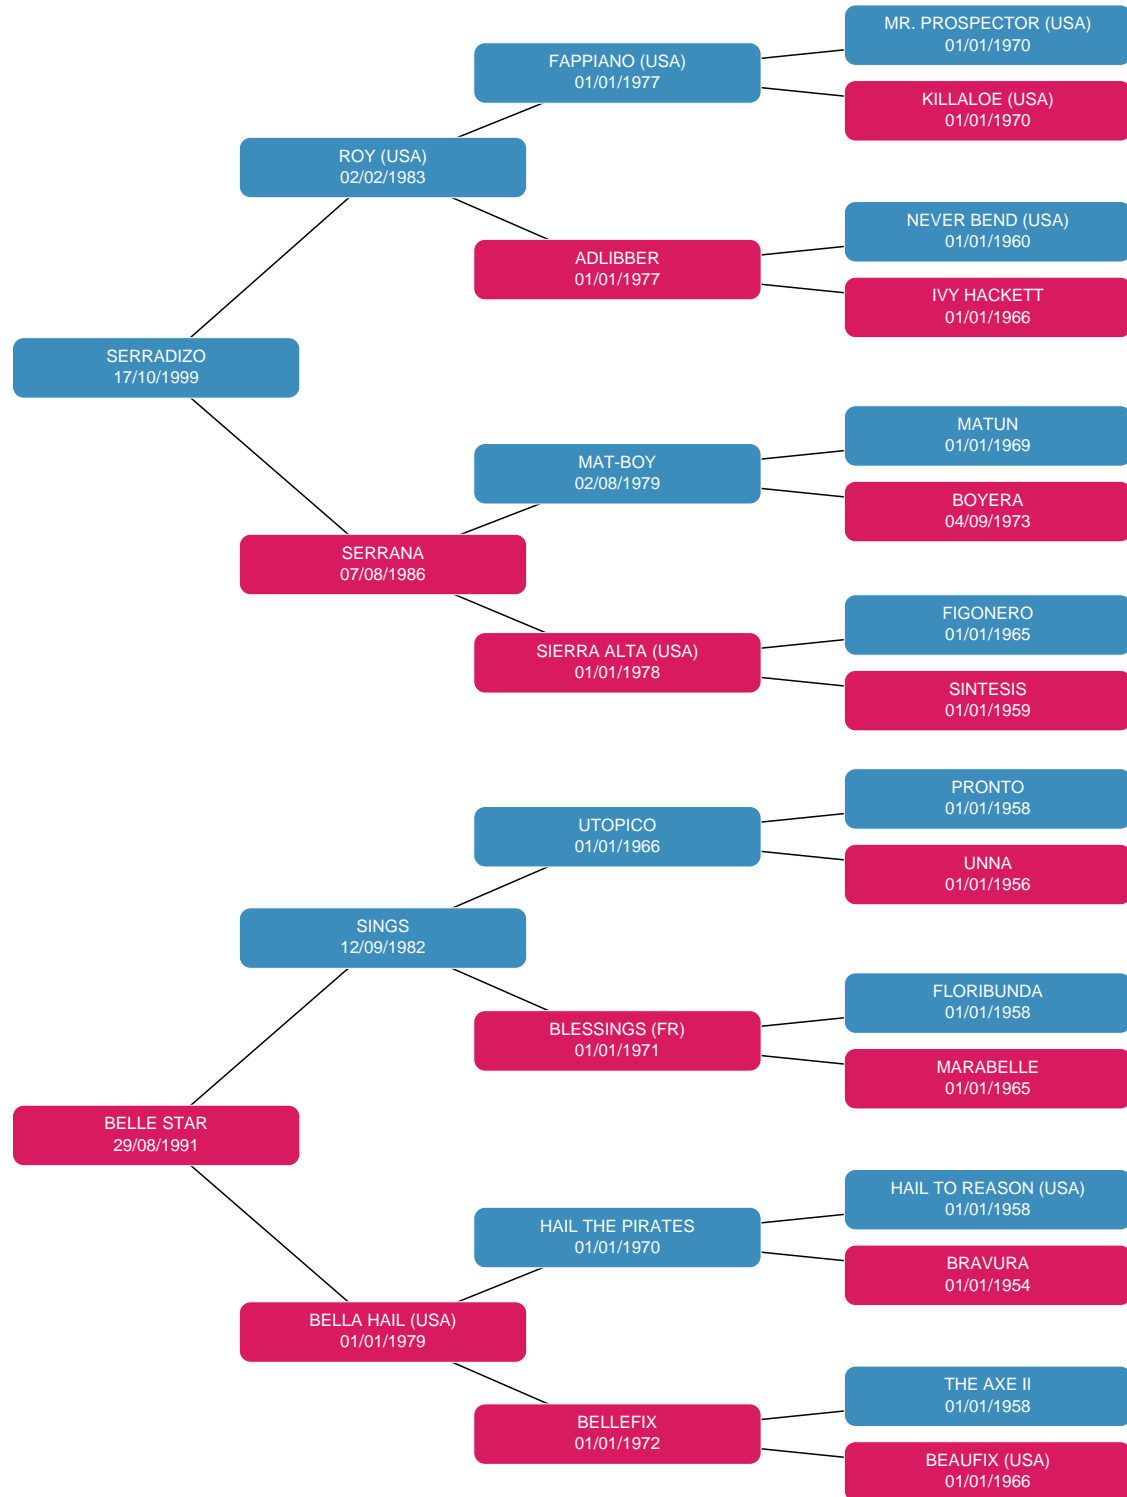 MR. PROSPECTOR (USA)
01/01/1970
FAPPIANO (USA)
01/01/1977
KILLALOE (USA)
01/01/1970
ROY (USA)
02/02/1983
NEVER BEND (USA)
01/01/1960
ADLIBBER
01/01/1977
IVY HACKETT
01/01/1966
SERRADIZO
17/10/1999
MATUN
01/01/1969
MAT-BOY
02/08/1979
BOYERA
04/09/1973
SERRANA
07/08/1986
FIGONERO
01/01/1965
SIERRA ALTA (USA)
01/01/1978
SINTESIS
01/01/1959
PRONTO
01/01/1958
UTOPICO
01/01/1966
UNNA
01/01/1956
SINGS
12/09/1982
FLORIBUNDA
01/01/1958
BLESSINGS (FR)
01/01/1971
MARABELLE
01/01/1965
BELLE STAR
29/08/1991
HAIL TO REASON (USA)
01/01/1958
HAIL THE PIRATES
01/01/1970
BRAVURA
01/01/1954
BELLA HAIL (USA)
01/01/1979
THE AXE II
01/01/1958
BELLEFIX
01/01/1972
BEAUFIX (USA)
01/01/1966